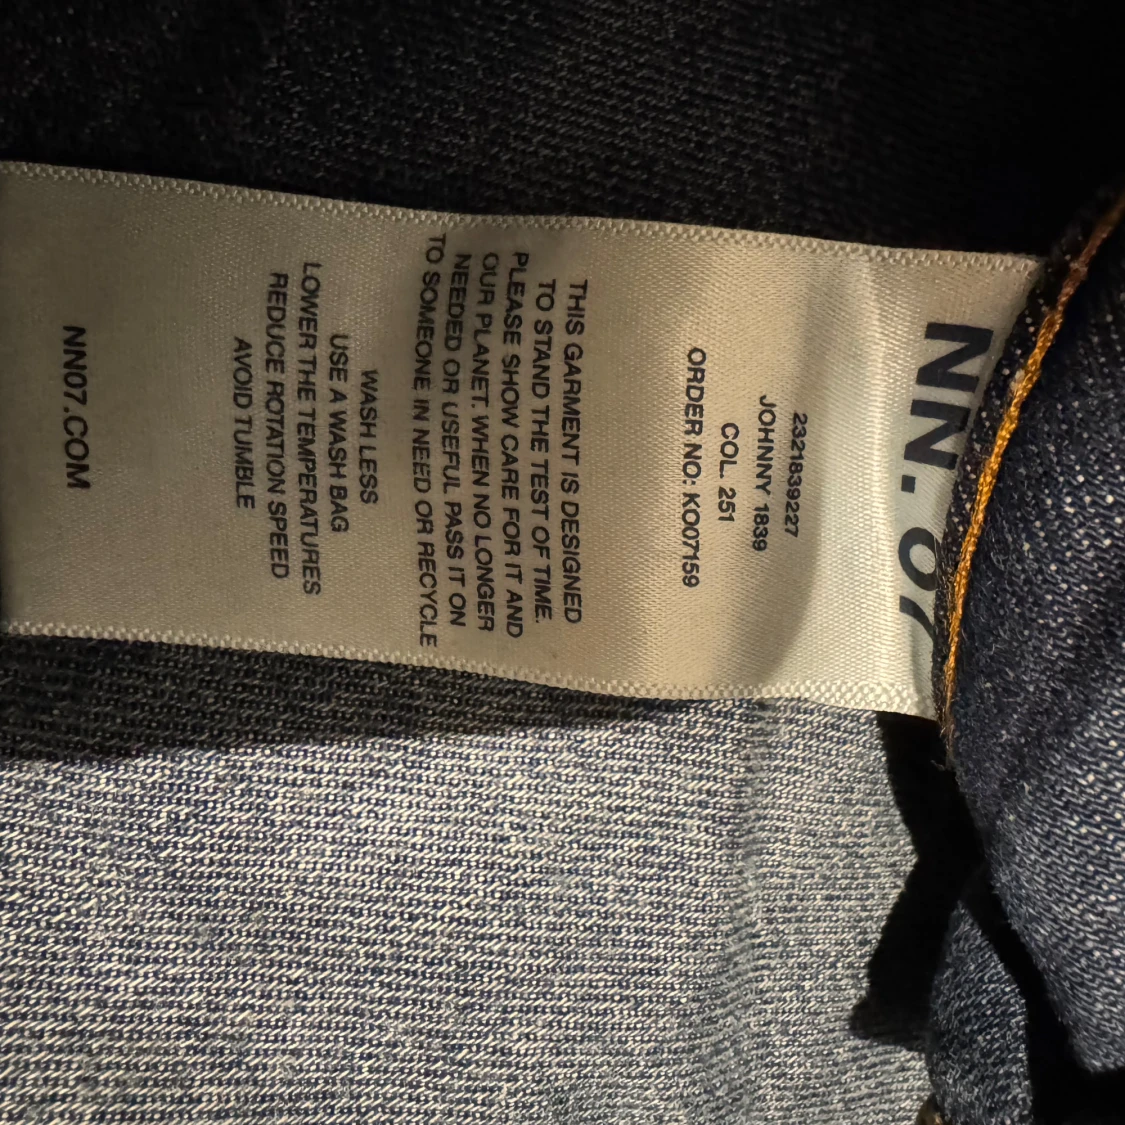 NN. 07
2321839227
JOHNNY 1839
COL. 251
ORDER NO: KO07159
THIS GARMENT IS DESIGNED
TO STAND THE TEST OF TIME.
PLEASE SHOW CARE FOR IT AND
OUR PLANET. WHEN NO LONGER
NEEDED OR USEFUL PASS IT ON
TO SOMEONE IN NEED OR RECYCLE
WASH LESS
USE A WASH BAG
LOWER THE TEMPERATURES
REDUCE ROTATION SPEED
AVOID TUMBLE
NN07.COM